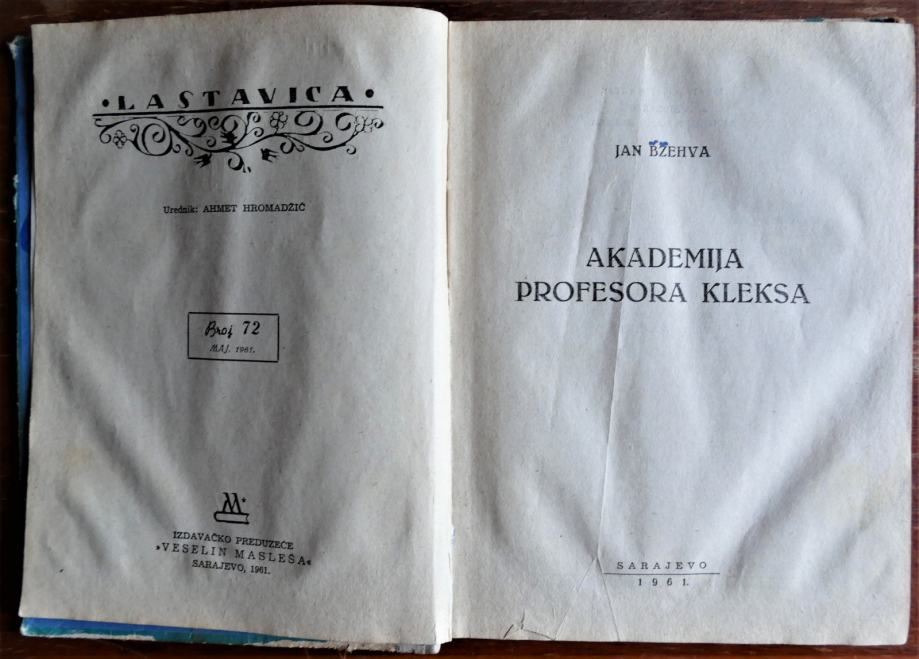 • LASTAVICA •
Urednik: AHMET HROMADŽIĆ
Broj 72
MAJ, 1961.
IZDAVAČKO PREDUZEĆE
»VESELIN MASLEŠA«
SARAJEVO, 1961.
JAN BŽEHVA
AKADEMIJA
PROFESORA KLEKSA
SARAJEVO
1961.